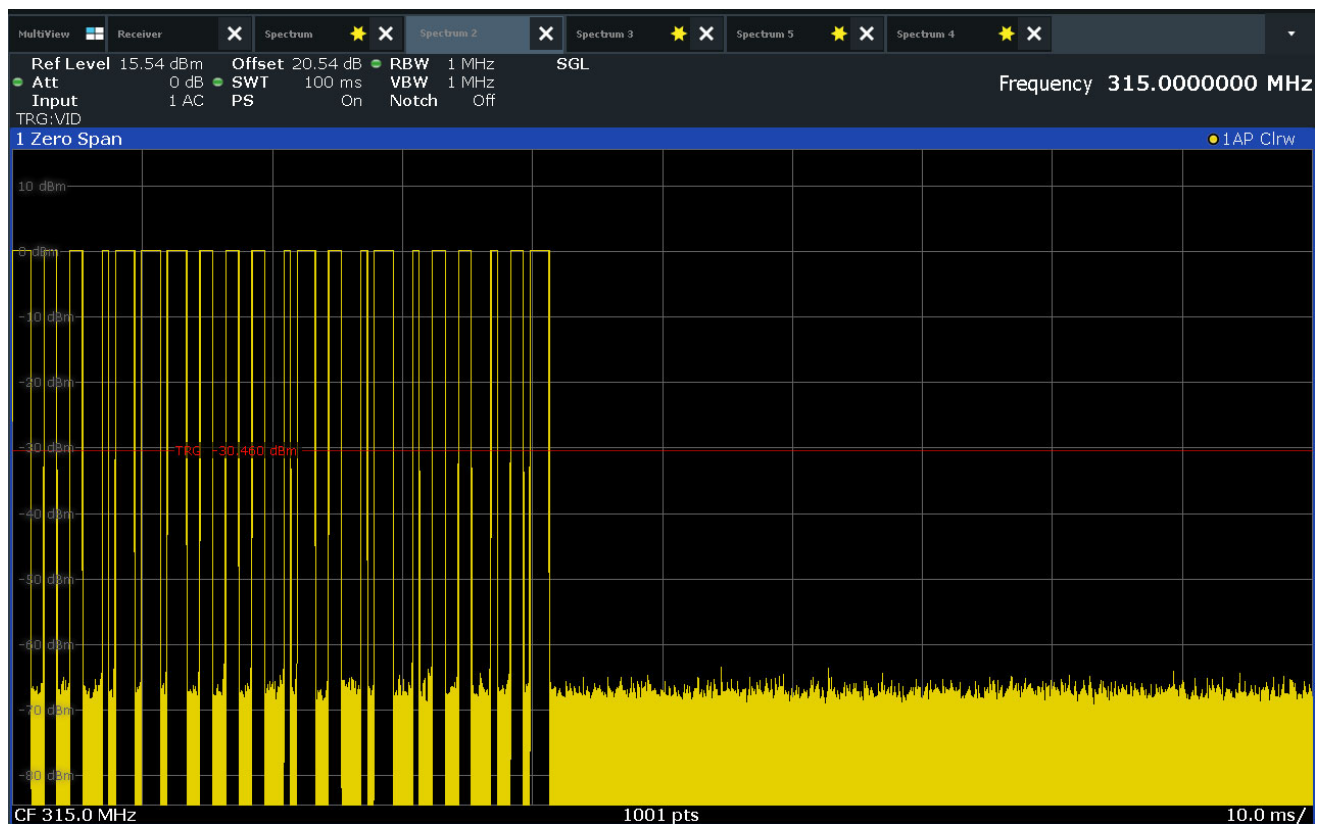 MultiView Receiver Spectrum Spectrum 2 Spectrum 3 Spectrum 5 Spectrum 4
Ref Level 15.54 dBm Offset 20.54 dB RBW 1 MHz SGL
Att 0 dB SWT 100 ms VBW 1 MHz
Input 1 AC PS On Notch Off
Frequency 315.0000000 MHz
TRG:VID
1 Zero Span 1AP Clrw
10 dBm
0 dBm
-10 dBm
-20 dBm
-30 dBm
TRG -30.460 dBm
-40 dBm
-50 dBm
-60 dBm
-70 dBm
-80 dBm
CF 315.0 MHz 1001 pts 10.0 ms/